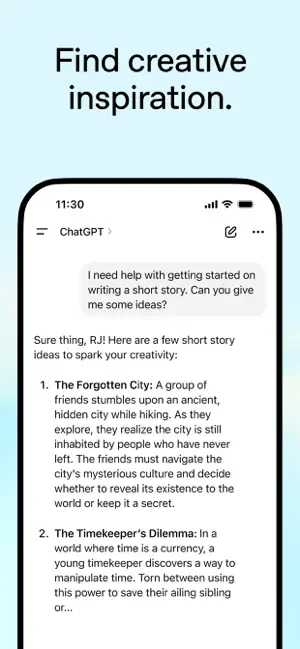 Find creative
inspiration.
11:30
ChatGPT
I need help with getting started on
writing a short story. Can you give
me some ideas?
Sure thing, RJ! Here are a few short story
ideas to spark your creativity:
1. The Forgotten City: A group of
friends stumbles upon an ancient,
hidden city while hiking. As they
explore, they realize the city is still
inhabited by people who have never
left. The friends must navigate the
city's mysterious culture and decide
whether to reveal its existence to the
world or keep it a secret.
2. The Timekeeper's Dilemma: In a
world where time is a currency, a
young timekeeper discovers a way to
manipulate time. Torn between using
this power to save their ailing sibling
or...